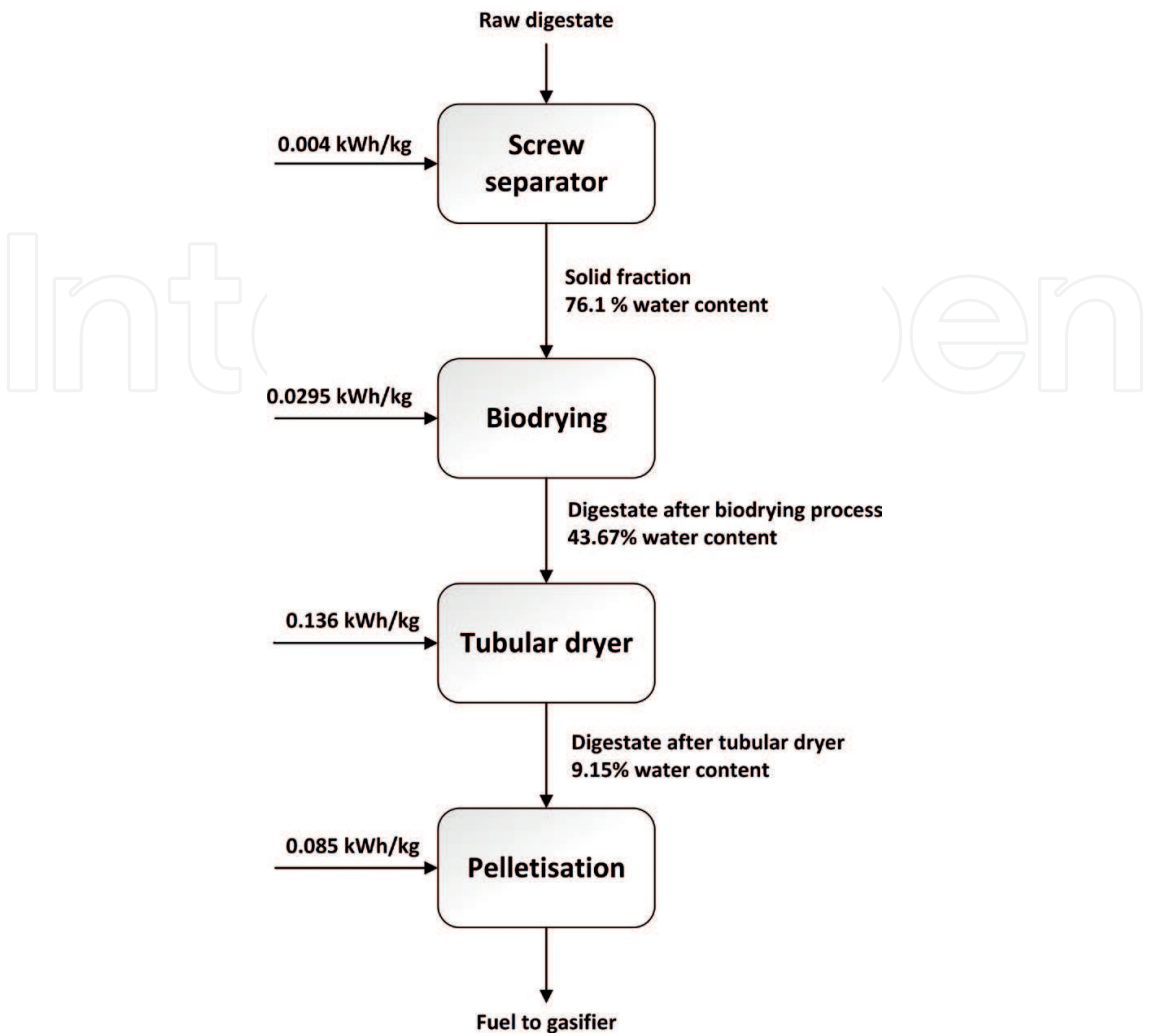 Raw digestate
0.004 kWh/kg
Screw
separator
Solid fraction
76.1 % water content
0.0295 kWh/kg
Biodrying
Digestate after biodrying process
43.67% water content
0.136 kWh/kg
Tubular dryer
Digestate after tubular dryer
9.15% water content
0.085 kWh/kg
Pelletisation
Fuel to gasifier